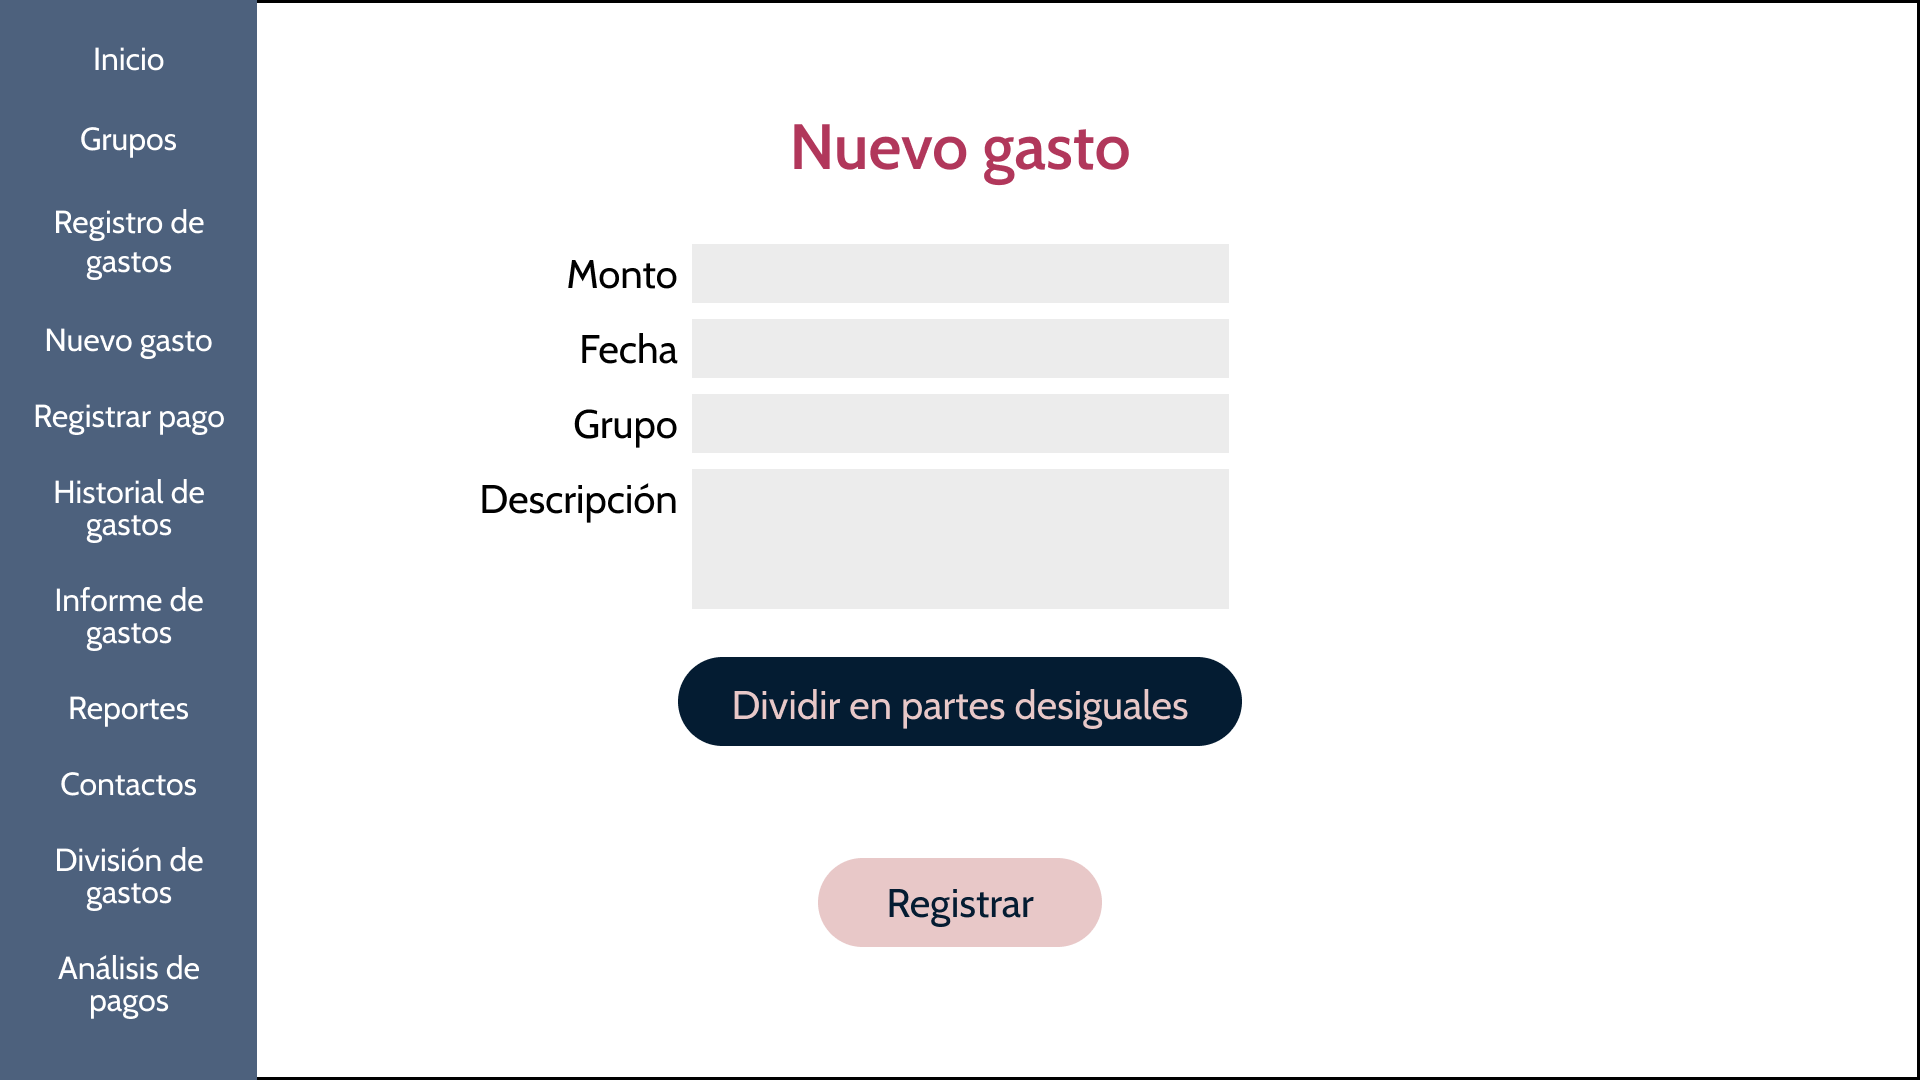 Inicio
Grupos
Registro de
gastos
Nuevo gasto
Registrar pago
Historial de
gastos
Informe de
gastos
Reportes
Contactos
División de
gastos
Análisis de
pagos
Nuevo gasto
Monto
Fecha
Grupo
Descripción
Dividir en partes desiguales
Registrar